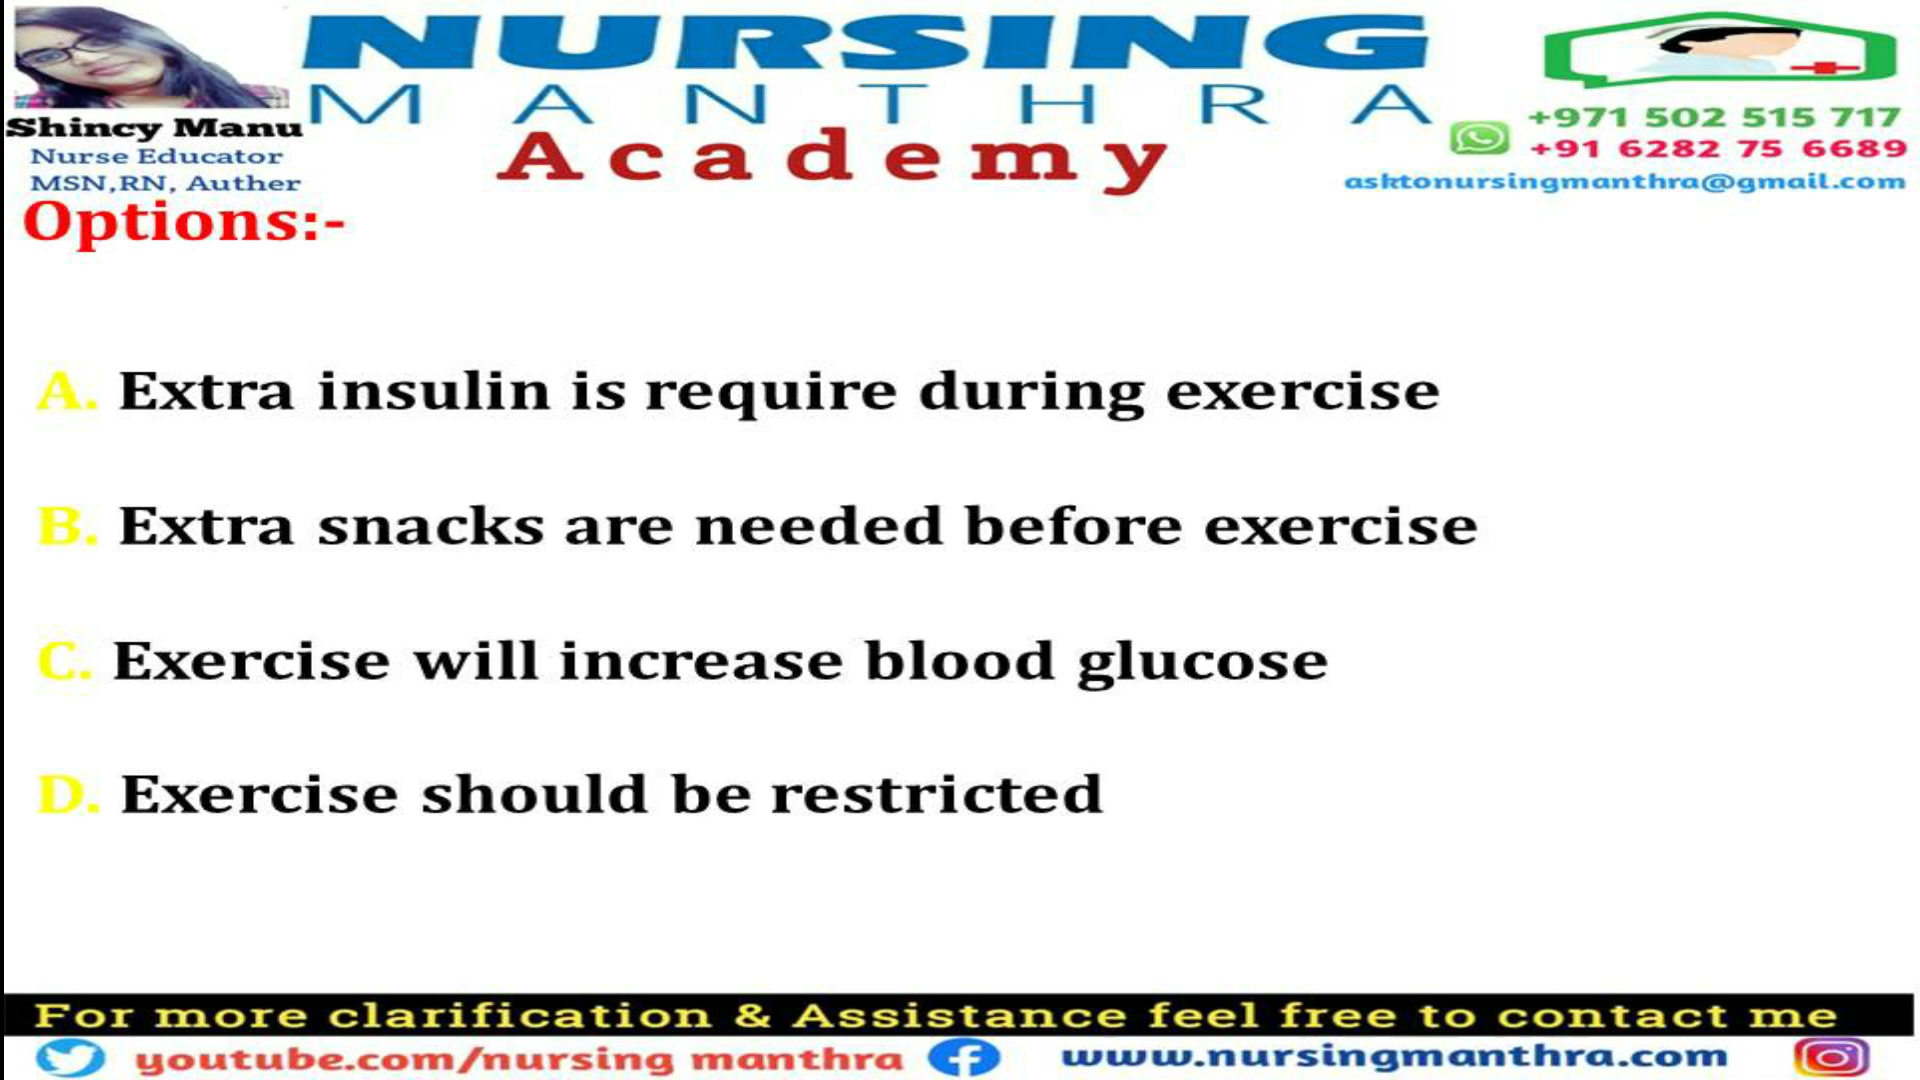 NURSING
MANTHRA
Academy
Shincy Manu
Nurse Educator
MSN,RN, Auther
+971 502 515 717
+91 6282 75 6689
asktonursingmanthra@gmail.com
Options:-
A. Extra insulin is require during exercise
B. Extra snacks are needed before exercise
C. Exercise will increase blood glucose
D. Exercise should be restricted
For more clarification & Assistance feel free to contact me
youtube.com/nursing manthra
www.nursingmanthra.com